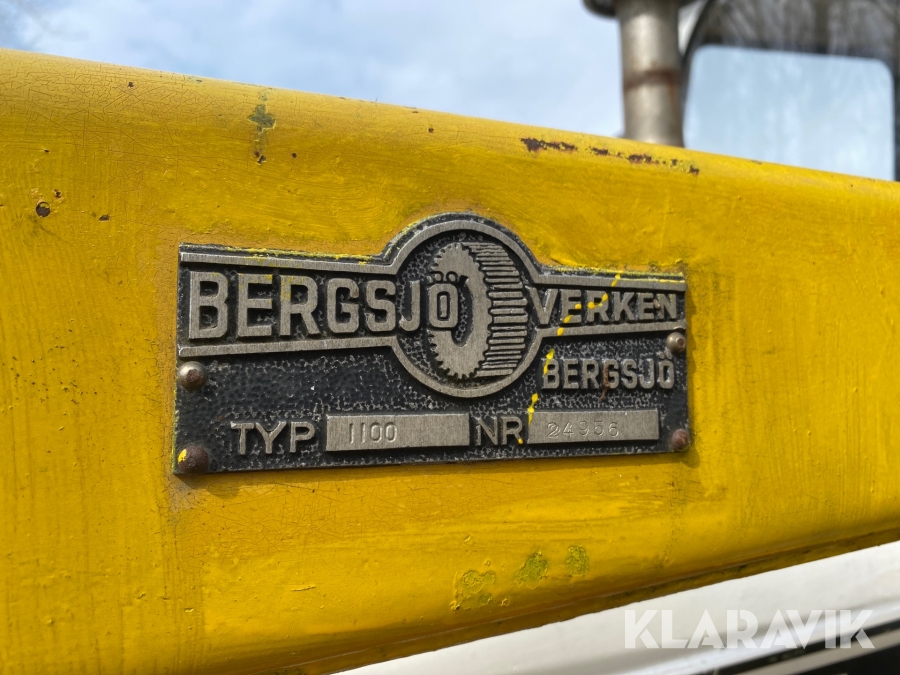 BERGSJÖ VERKEN
BERGSJÖ
TYP 1100 NR 24956
KLARAVIK